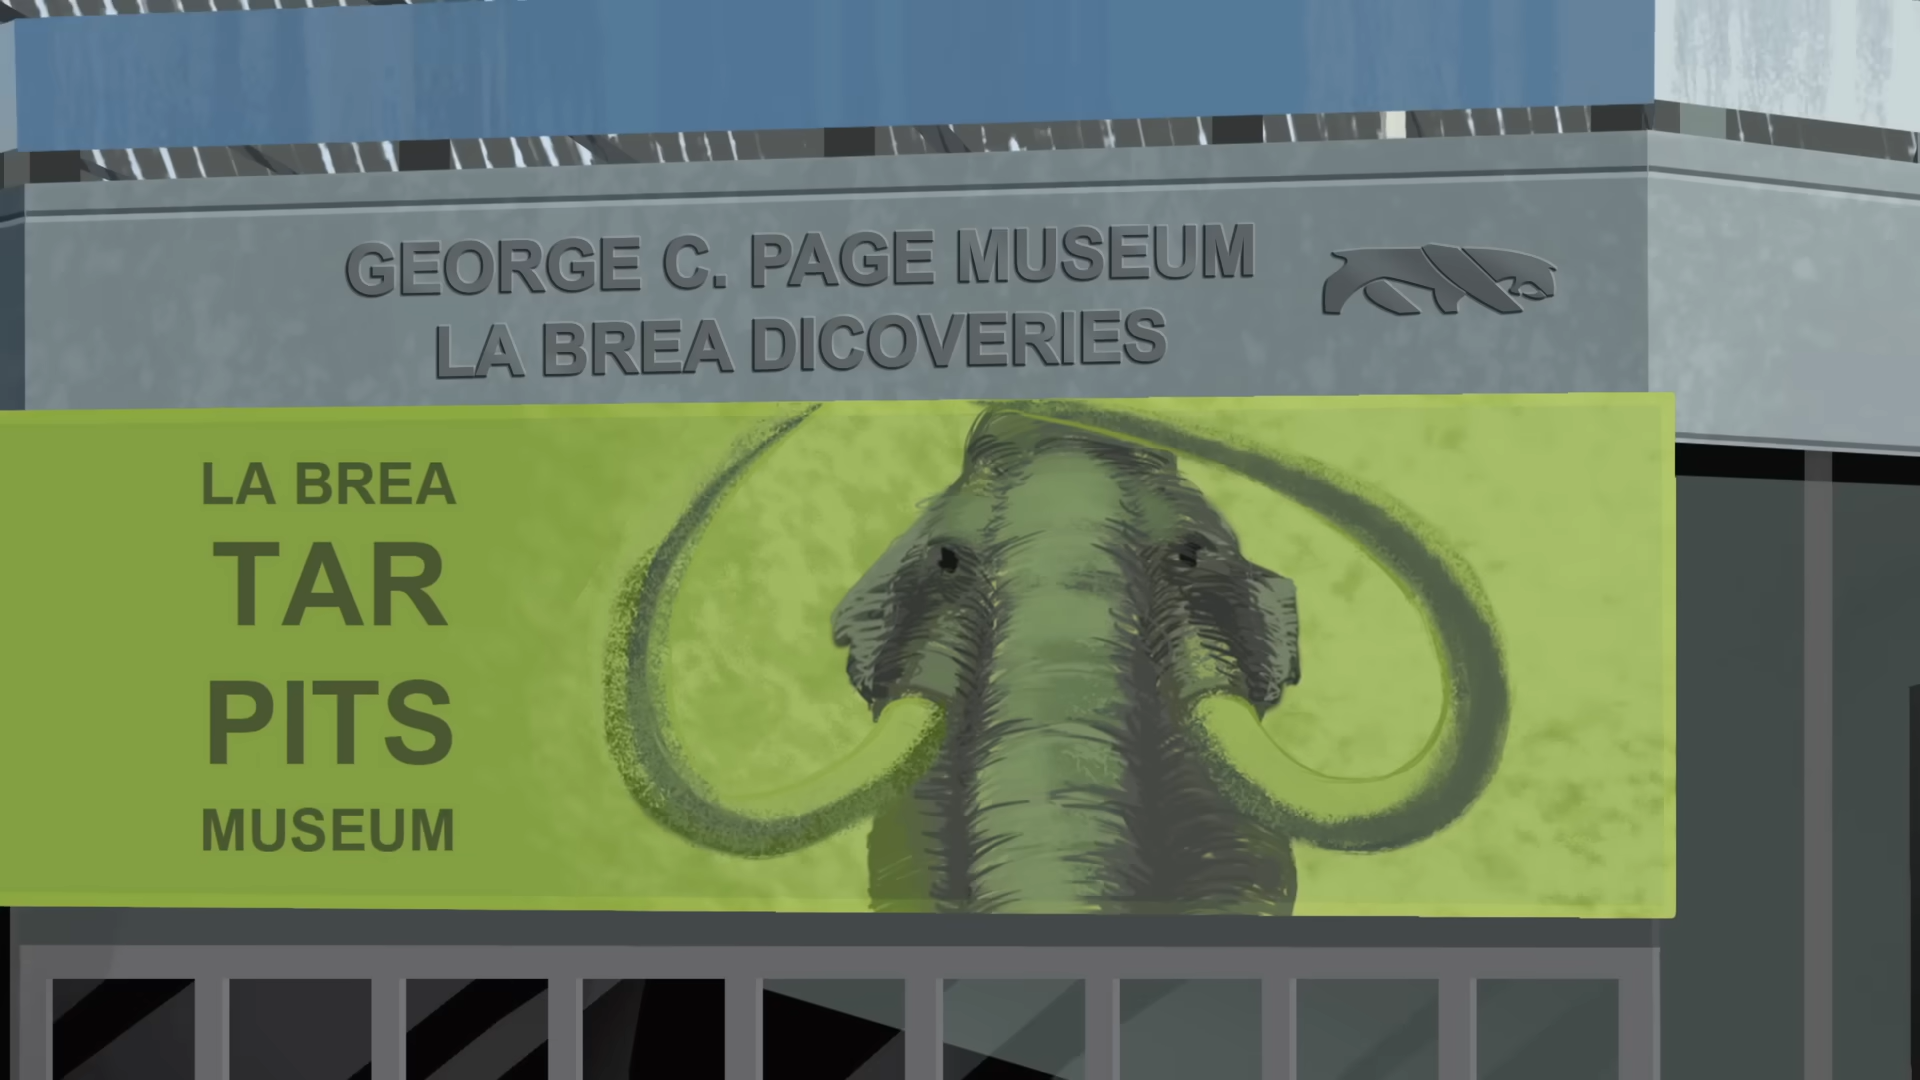 GEORGE C. PAGE MUSEUM
LA BREA DICOVERIES
LA BREA
TAR
PITS
MUSEUM